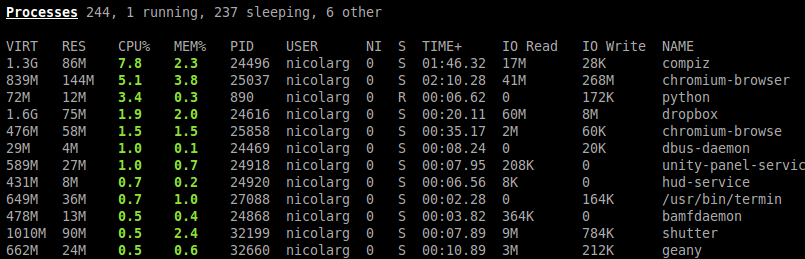 Processes 244, 1 running, 237 sleeping, 6 other
VIRT RES CPU% MEM% PID USER NI S TIME+ IO Read IO Write NAME
1.3G 86M 7.8 2.3 24496 nicolarg 0 S 01:46.32 17M 28K compiz
839M 144M 5.1 3.8 25037 nicolarg 0 S 02:10.28 41M 268M chromium-browser
72M 12M 3.4 0.3 890 nicolarg 0 R 00:06.62 0 172K python
1.6G 75M 1.9 2.0 24616 nicolarg 0 S 00:20.11 60M 8M dropbox
476M 58M 1.5 1.5 25858 nicolarg 0 S 00:35.17 2M 60K chromium-browse
29M 4M 1.0 0.1 24469 nicolarg 0 S 00:08.24 0 20K dbus-daemon
589M 27M 1.0 0.7 24918 nicolarg 0 S 00:07.95 208K 0 unity-panel-servic
431M 8M 0.7 0.2 24920 nicolarg 0 S 00:06.56 8K 0 hud-service
649M 36M 0.7 1.0 27088 nicolarg 0 S 00:02.28 0 164K /usr/bin/termin
478M 13M 0.5 0.4 24868 nicolarg 0 S 00:03.82 364K 0 bamfdaemon
1010M 90M 0.5 2.4 32199 nicolarg 0 S 00:07.89 9M 784K shutter
662M 24M 0.5 0.6 32660 nicolarg 0 S 00:10.89 3M 212K geany